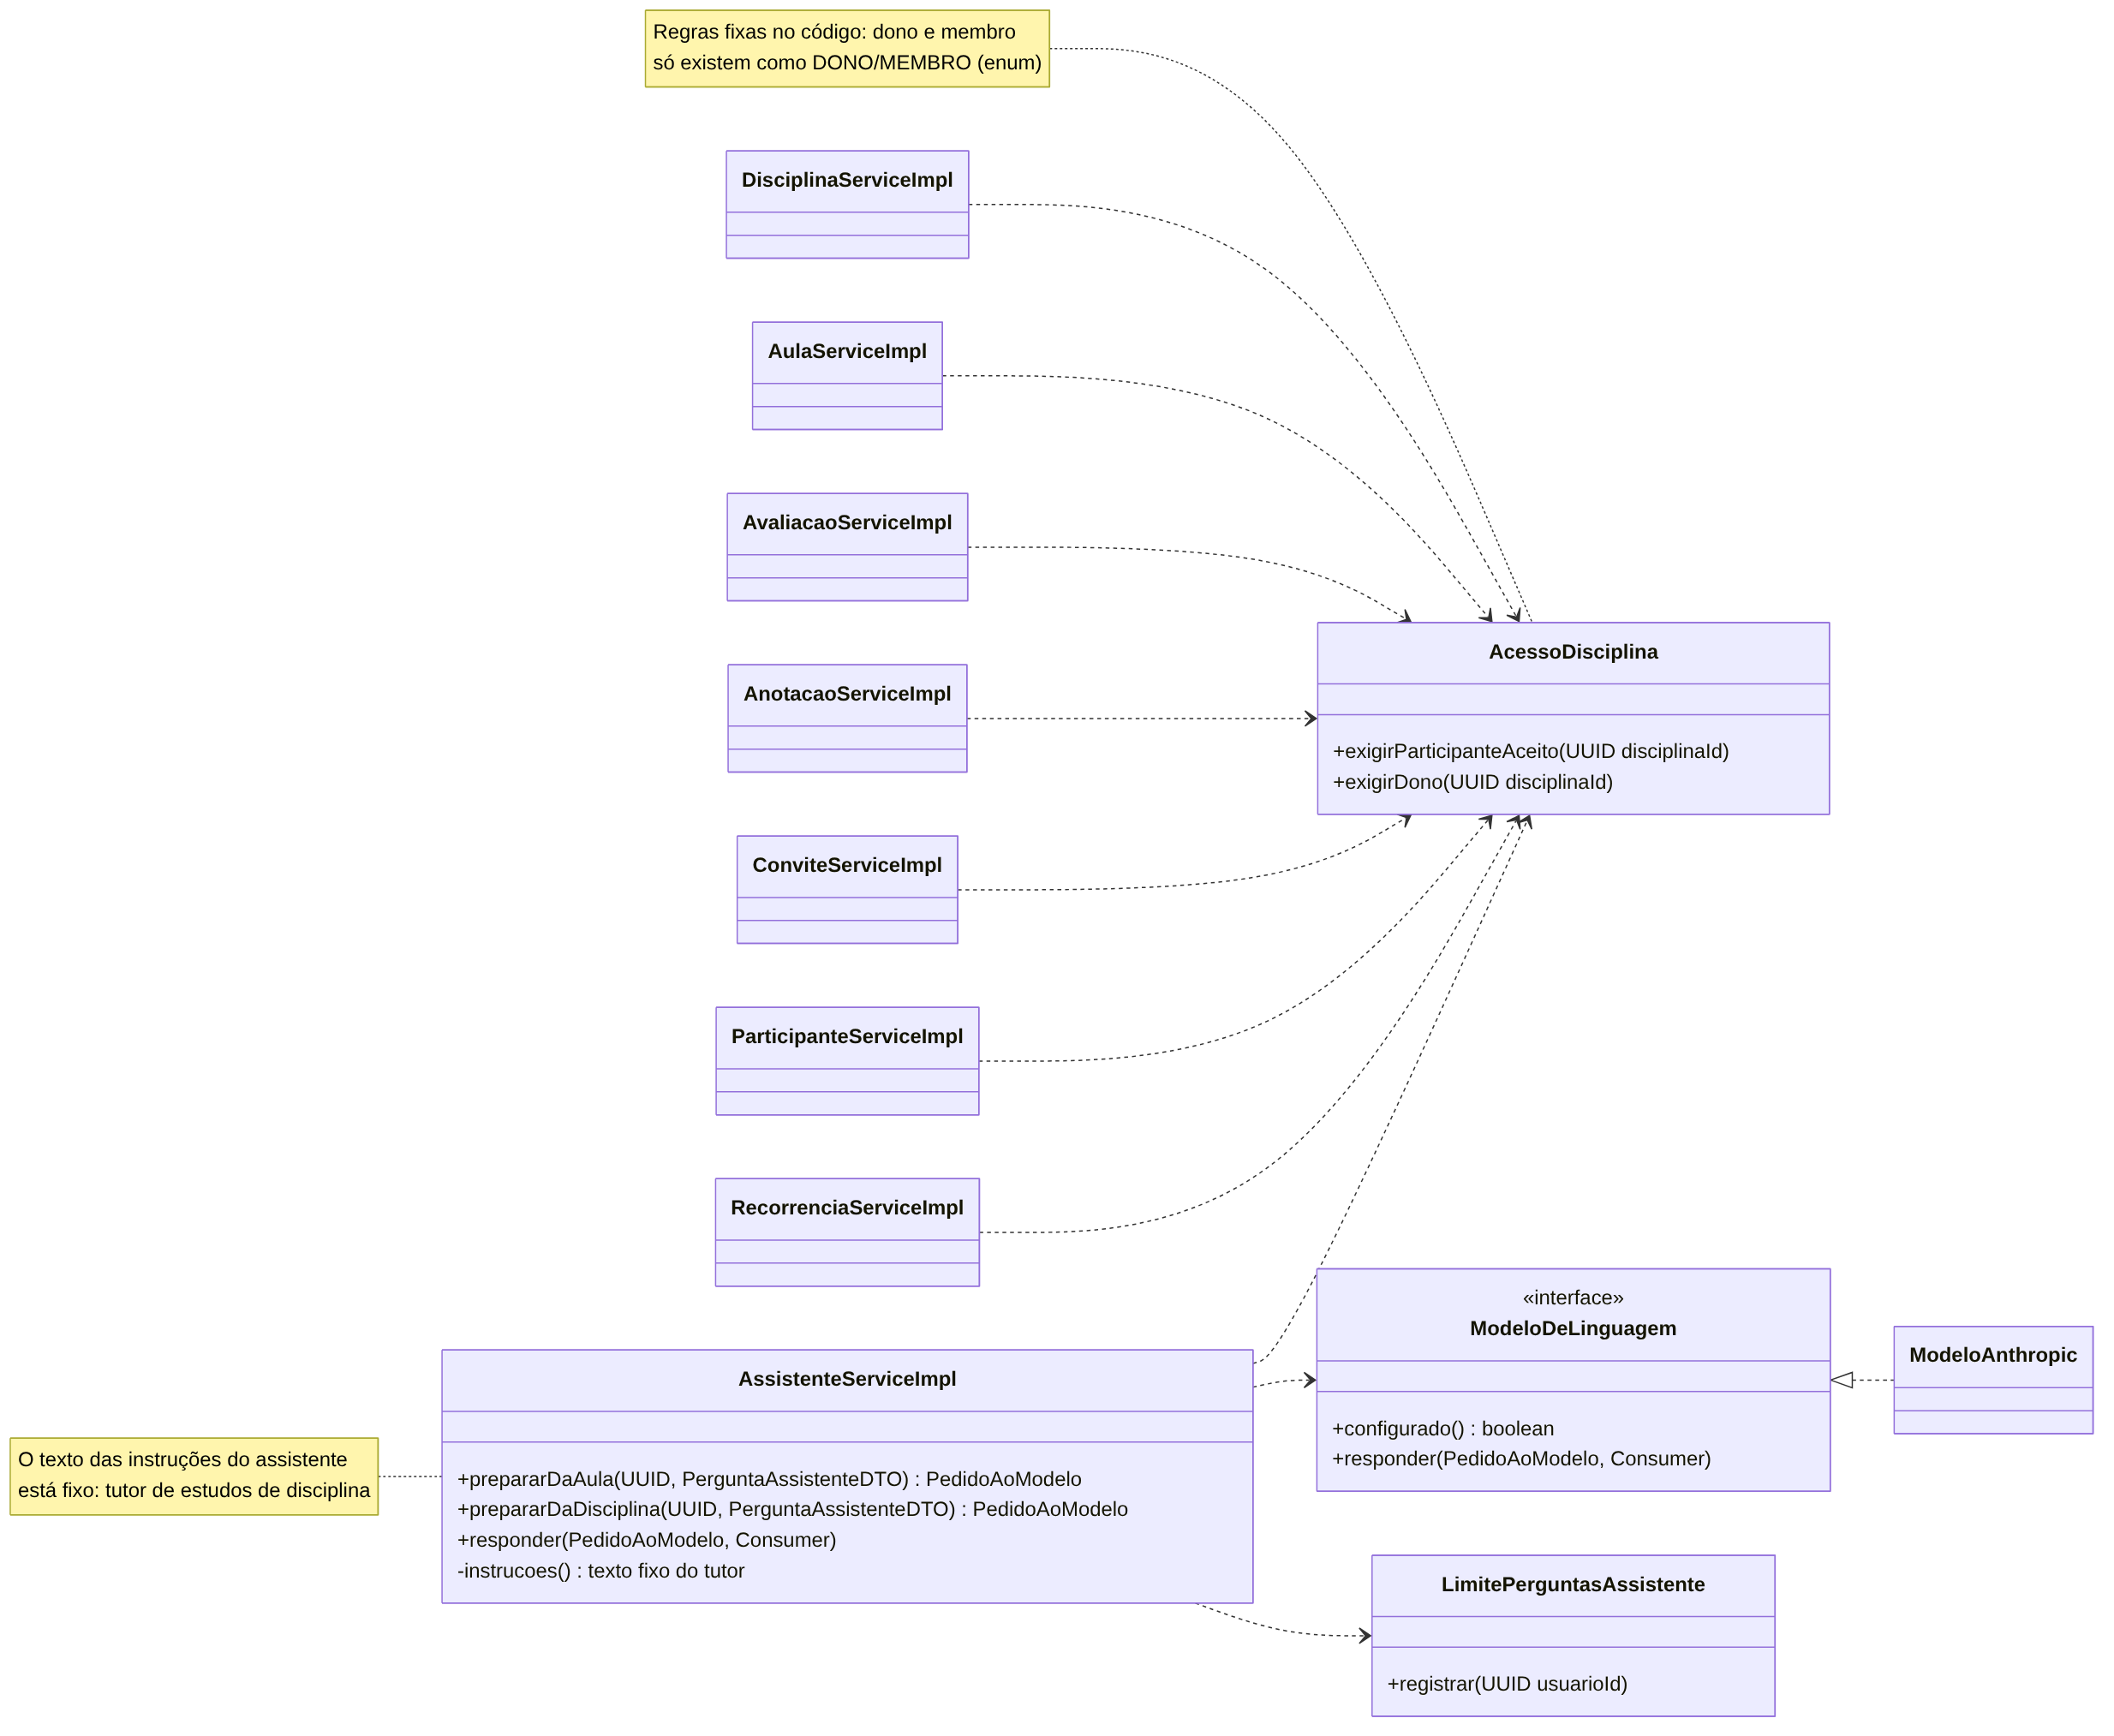 Regras fixas no código: dono e membro
só existem como DONO/MEMBRO (enum)
DisciplinaServiceImpl
AulaServiceImpl
AvaliacaoServiceImpl
AnotacaoServiceImpl
AcessoDisciplina
+exigirParticipanteAceito(UUID disciplinaId)
+exigirDono(UUID disciplinaId)
ConviteServiceImpl
ParticipanteServiceImpl
RecorrenciaServiceImpl
AssistenteServiceImpl
+prepararDaAula(UUID, PerguntaAssistenteDTO) : PedidoAoModelo
+prepararDaDisciplina(UUID, PerguntaAssistenteDTO) : PedidoAoModelo
+responder(PedidoAoModelo, Consumer)
-instrucoes() : texto fixo do tutor
O texto das instruções do assistente
está fixo: tutor de estudos de disciplina
«interface»
ModeloDeLinguagem
+configurado() : boolean
+responder(PedidoAoModelo, Consumer)
ModeloAnthropic
LimitePerguntasAssistente
+registrar(UUID usuarioId)